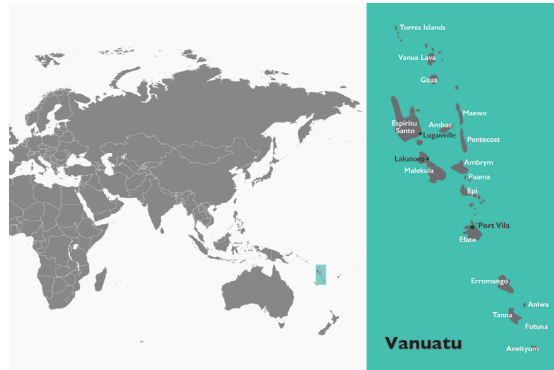 Torres Islands
Vanua Lava
Gaua
Maewo
Espiritu
Santo
Ambae
Luganville
Pentecost
Lakatoro
Ambrym
Malekula
Paama
Epi
Port Vila
Efate
Erromango
Aniwa
Tanna
Futuna
Vanuatu
Aneityum